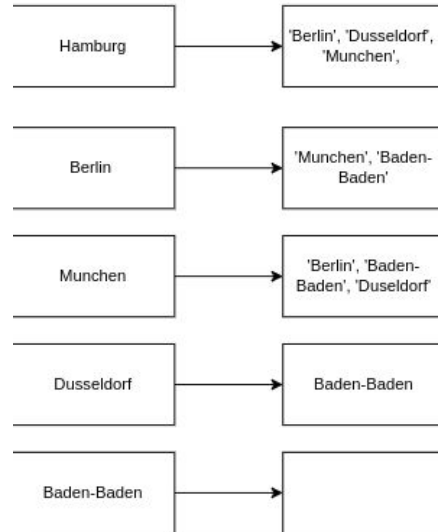 Hamburg
'Berlin', 'Dusseldorf',
'Munchen',
Berlin
'Munchen', 'Baden-
Baden'
Munchen
'Berlin', 'Baden-
Baden', 'Duseldorf'
Dusseldorf
Baden-Baden
Baden-Baden